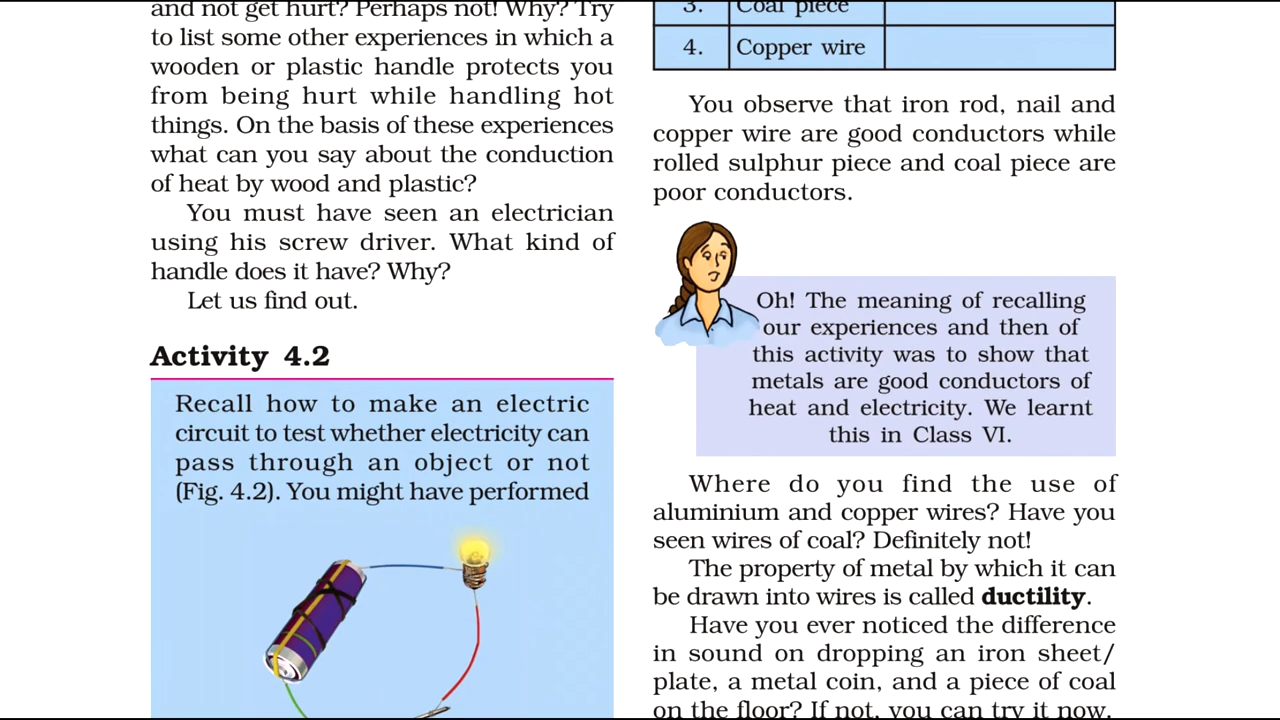 and not get hurt? Perhaps not! Why? Try
to list some other experiences in which a
wooden or plastic handle protects you
from being hurt while handling hot
things. On the basis of these experiences
what can you say about the conduction
of heat by wood and plastic?
You must have seen an electrician
using his screw driver. What kind of
handle does it have? Why?
Let us find out.
Activity 4.2
Recall how to make an electric
circuit to test whether electricity can
pass through an object or not
(Fig. 4.2). You might have performed
3. Coal piece
4. Copper wire
You observe that iron rod, nail and
copper wire are good conductors while
rolled sulphur piece and coal piece are
poor conductors.
Oh! The meaning of recalling
our experiences and then of
this activity was to show that
metals are good conductors of
heat and electricity. We learnt
this in Class VI.
Where do you find the use of
aluminium and copper wires? Have you
seen wires of coal? Definitely not!
The property of metal by which it can
be drawn into wires is called ductility.
Have you ever noticed the difference
in sound on dropping an iron sheet/
plate, a metal coin, and a piece of coal
on the floor? If not, you can try it now.